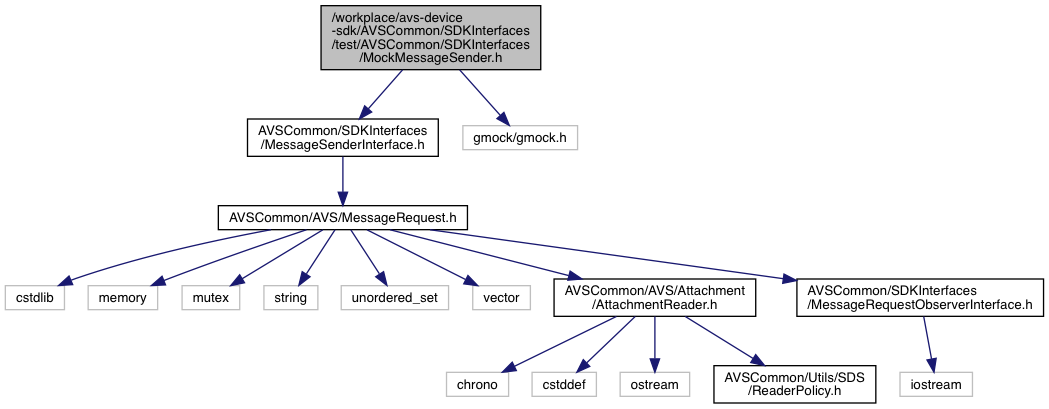 /workplace/avs-device
-sdk/AVSCommon/SDKInterfaces
/test/AVSCommon/SDKInterfaces
/MockMessageSender.h
AVSCommon/SDKInterfaces
/MessageSenderInterface.h
gmock/gmock.h
AVSCommon/AVS/MessageRequest.h
cstdlib
memory
mutex
string
unordered_set
vector
AVSCommon/AVS/Attachment
/AttachmentReader.h
AVSCommon/SDKInterfaces
/MessageRequestObserverInterface.h
chrono
cstddef
ostream
AVSCommon/Utils/SDS
/ReaderPolicy.h
iostream